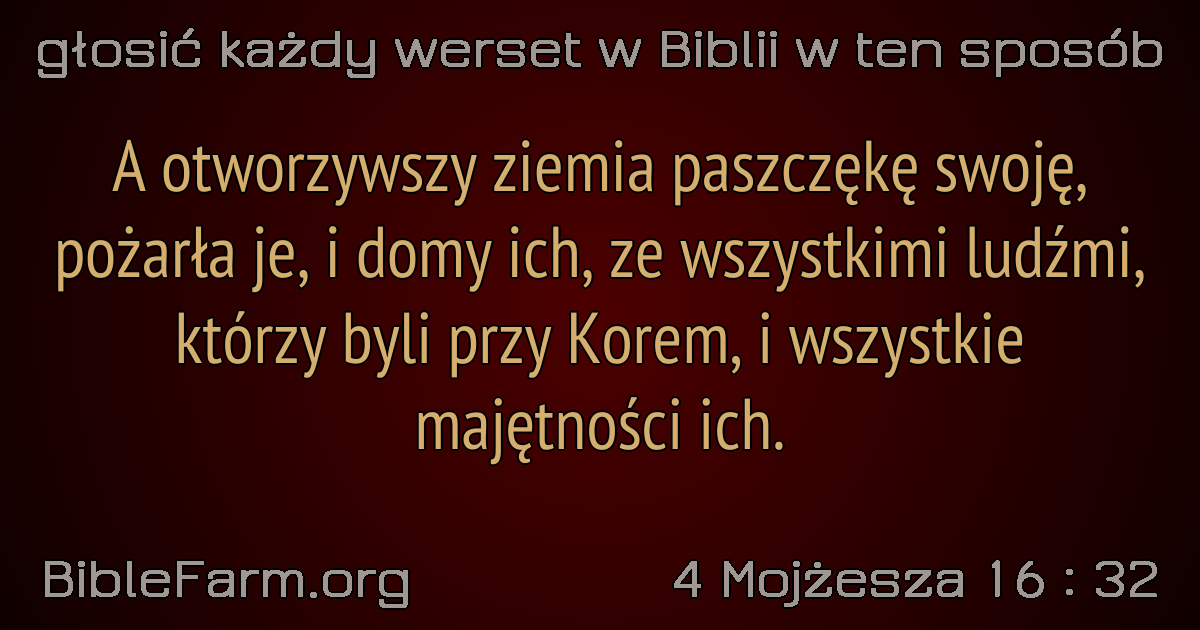 głosić każdy werset w Biblii w ten sposób
A otworzywszy ziemia paszczękę swoję,
pożarła je, i domy ich, ze wszystkimi ludźmi,
którzy byli przy Korem, i wszystkie
majętności ich.
BibleFarm.org
4 Mojżesza 16 : 32